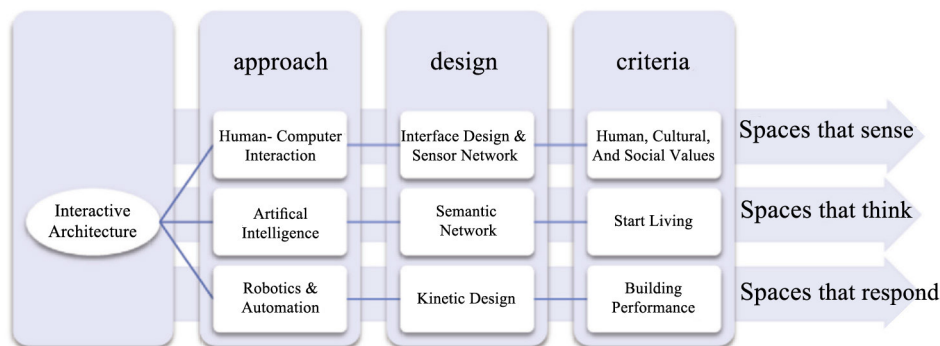 approach
design
criteria
Human- Computer
Interaction
Interface Design &
Sensor Network
Human, Cultural,
And Social Values
Spaces that sense
Interactive
Architecture
Artifical
Intelligence
Semantic
Network
Start Living
Spaces that think
Robotics &
Automation
Kinetic Design
Building
Performance
Spaces that respond